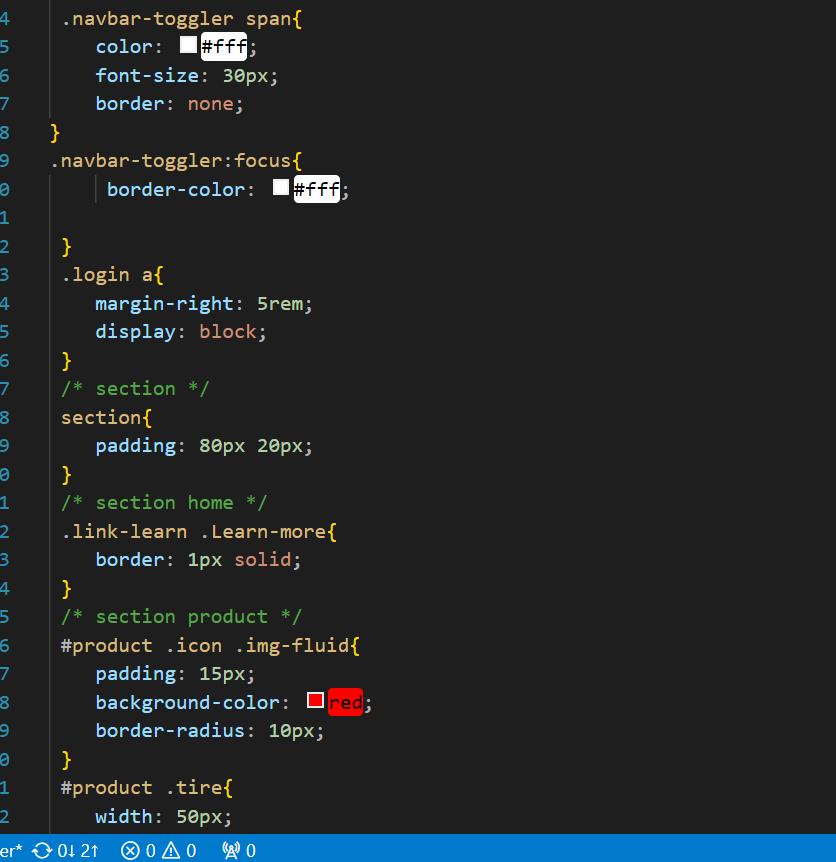 4 .navbar-toggler span{
5 color: #fff;
6 font-size: 30px;
7 border: none;
8 }
9 .navbar-toggler:focus{
0 border-color: #fff;
1
2 }
3 .login a{
4 margin-right: 5rem;
5 display: block;
6 }
7 /* section */
8 section{
9 padding: 80px 20px;
0 }
1 /* section home */
2 .link-learn .Learn-more{
3 border: 1px solid;
4 }
5 /* section product */
6 #product .icon .img-fluid{
7 padding: 15px;
8 background-color: red;
9 border-radius: 10px;
0 }
1 #product .tire{
2 width: 50px;
er* 0↓ 2↑ 0 0 0